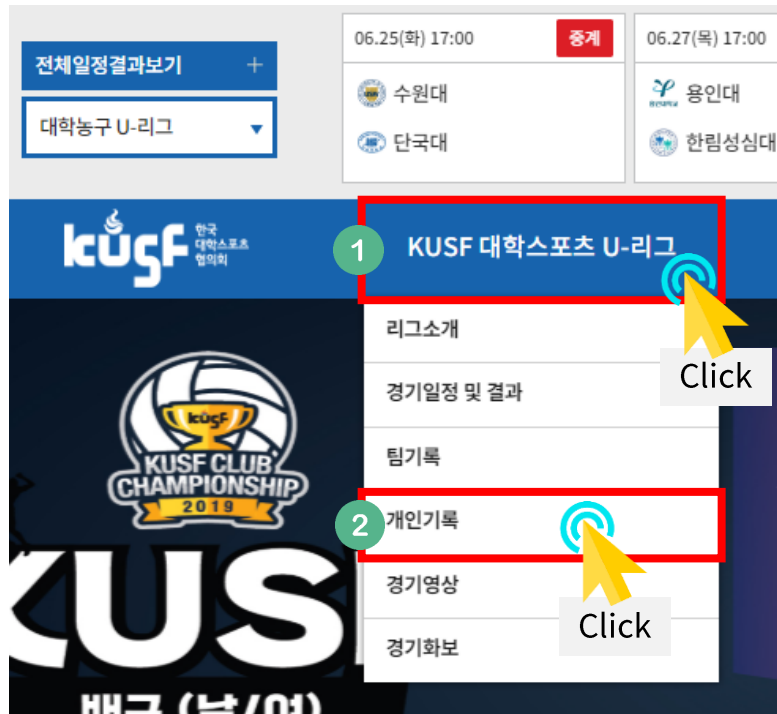 전체일정결과보기 +
대학농구 U-리그
06.25(화) 17:00 중계
수원대
단국대
06.27(목) 17:00
용인대
한림성심대
kusf 한국
대학스포츠
협의회
1 KUSF 대학스포츠 U-리그
Click
리그소개
경기일정 및 결과
팀기록
2 개인기록
Click
경기영상
경기화보
kusf
KUSF CLUB
CHAMPIONSHIP
2019
KUS
배구 (남/여)